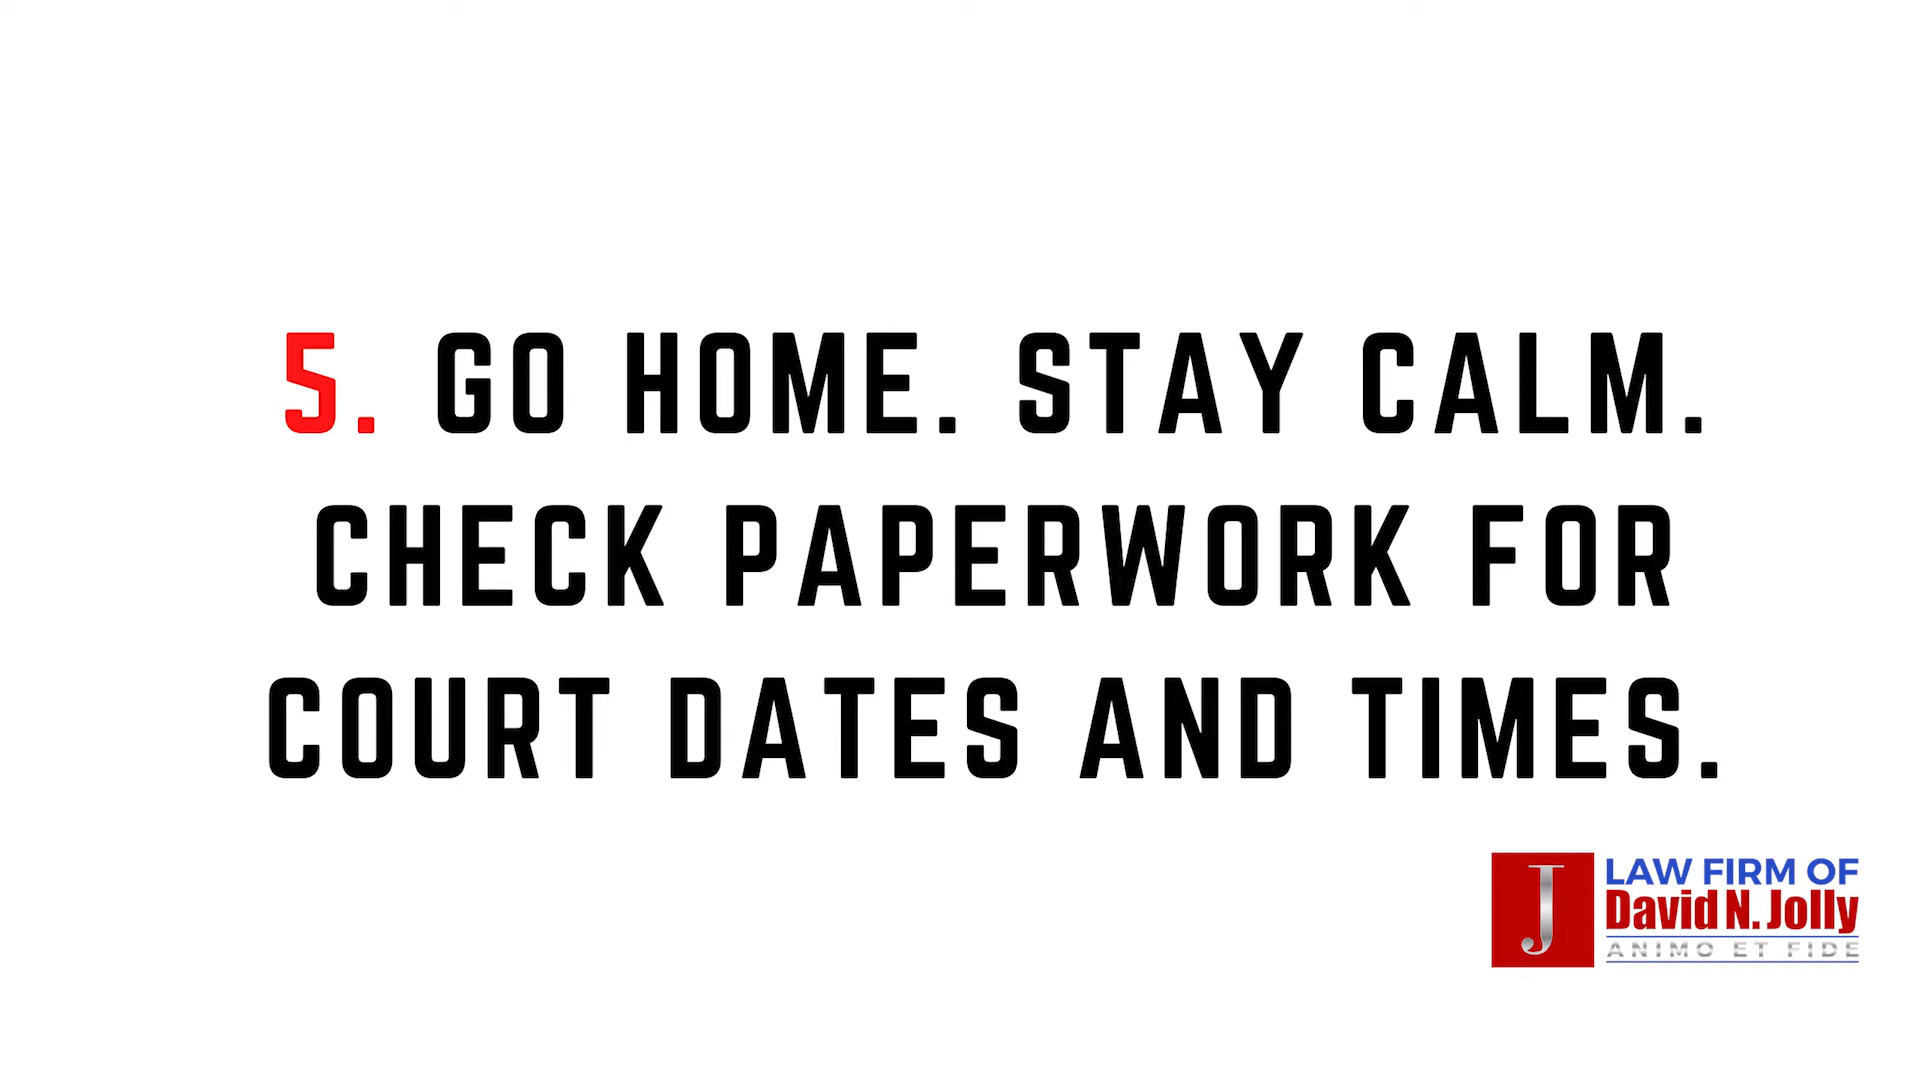 5. GO HOME. STAY CALM.
CHECK PAPERWORK FOR
COURT DATES AND TIMES.
J
LAW FIRM OF
David N. Jolly
ANIMO ET FIDE